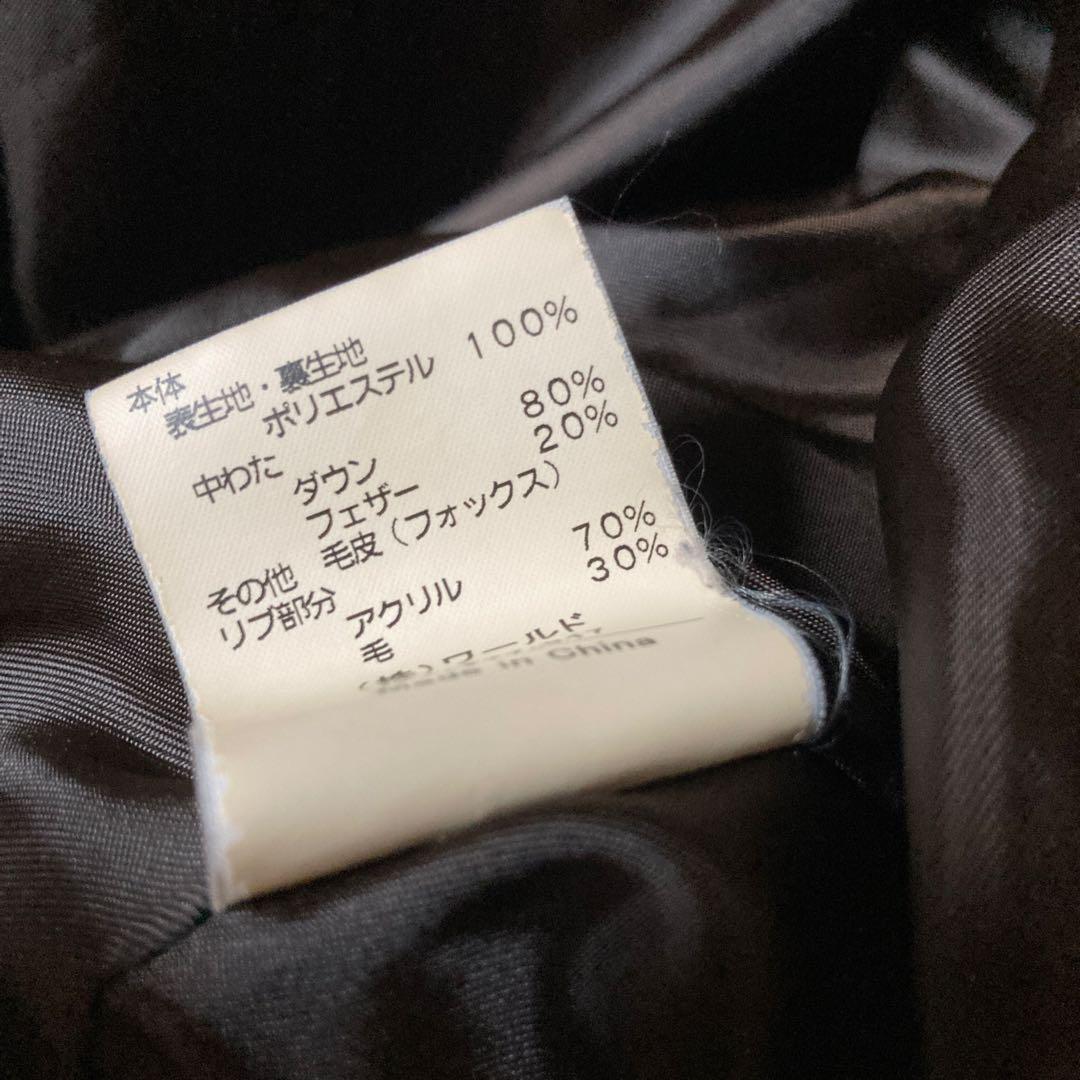 本体
表生地・裏生地
ポリエステル 100%
中わた
ダウン 80%
フェザー 20%
その他 毛皮(フォックス)
リブ部分
アクリル 70%
毛 30%
(株)ワールド
Made in China